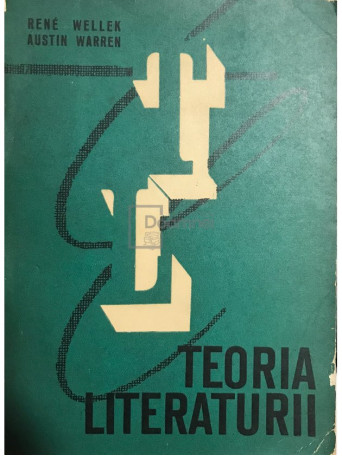 RENÉ WELLEK
AUSTIN WARREN
TEORIA
LITERATURII